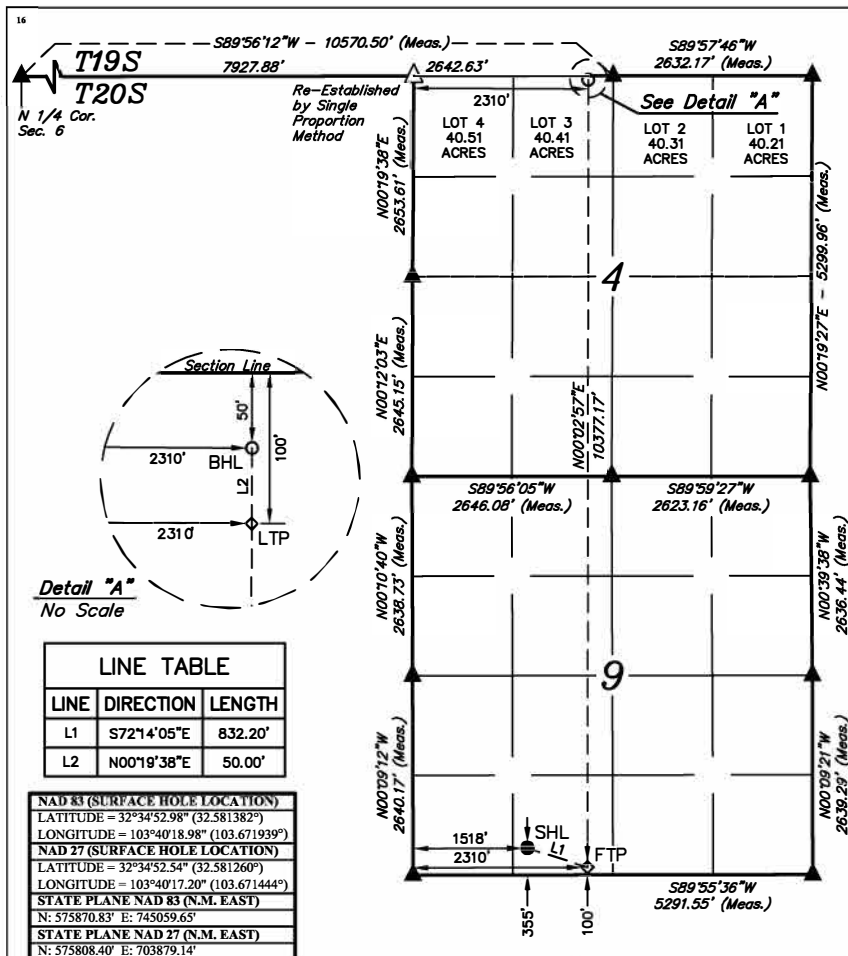 16
S89°56'12"W - 10570.50' (Meas.)
T19S
T20S
7927.88'
2642.63'
S89°57'46"W
2632.17' (Meas.)
N 1/4 Cor.
Sec. 6
Re-Established
by Single
Proportion
Method
2310'
See Detail "A"
LOT 4
40.51
ACRES
LOT 3
40.41
ACRES
LOT 2
40.31
ACRES
LOT 1
40.21
ACRES
N00°19'38"E
2653.61' (Meas.)
N00°19'27"E - 5299.96' (Meas.)
4
N00°12'03"E
2645.15' (Meas.)
N00°02'57"E
10377.17'
Section Line
50'
100'
2310'
BHL
L2
2310'
LTP
Detail "A"
No Scale
S89°56'05"W
2646.08' (Meas.)
S89°59'27"W
2623.16' (Meas.)
N00°10'40"W
2638.73' (Meas.)
N00°39'38"W
2636.44' (Meas.)
9
LINE TABLE
LINE DIRECTION LENGTH
L1 S72°14'05"E 832.20'
L2 N00°19'38"E 50.00'
N00°09'12"W
2640.17' (Meas.)
N00°09'21"W
2639.29' (Meas.)
1518'
SHL
L1
2310'
FTP
355'
100'
S89°55'36"W
5291.55' (Meas.)
NAD 83 (SURFACE HOLE LOCATION)
LATITUDE = 32°34'52.98" (32.581382°)
LONGITUDE = 103°40'18.98" (103.671939°)
NAD 27 (SURFACE HOLE LOCATION)
LATITUDE = 32°34'52.54" (32.581260°)
LONGITUDE = 103°40'17.20" (103.671444°)
STATE PLANE NAD 83 (N.M. EAST)
N: 575870.83' E: 745059.65'
STATE PLANE NAD 27 (N.M. EAST)
N: 575808.40' E: 703879.14'